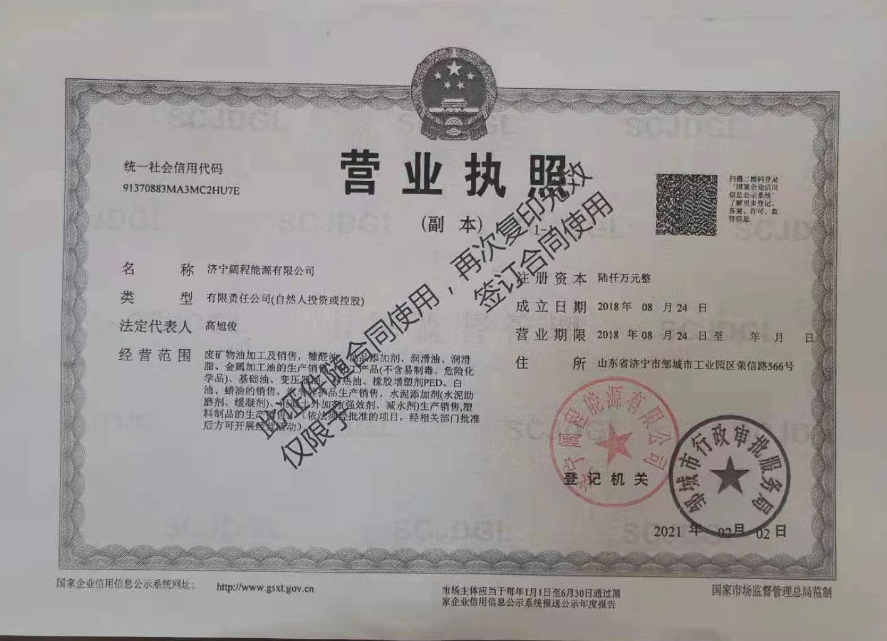 营业执照
(副 本)
统一社会信用代码
91370883MA3MC2HU7E
扫描二维码登录
“国家企业信用
信息公示系统”
了解更多登记、
备案、许可、监
管信息
名 称 济宁阔程能源有限公司
类 型 有限责任公司(自然人投资或控股)
法定代表人 高旭俊
经营范围 废矿物油加工及销售，糠醛油、
添加剂、润滑油、润滑
脂、金属加工油的生产销售，
工产品(不含易制毒、危险化
学品)、基础油、变压器
热油、橡胶增塑剂PED、白
油、蜡油的销售，
护品生产销售，水泥添加剂(水泥助
磨剂、缓凝剂)、
外加剂(强效剂、减水剂)生产销售,塑
料制品的生产销售
(依法须经批准的项目，经相关部门批准
后方可开展经营活动)
注册资本 陆仟万元整
成立日期 2018年 08 月 24 日
营业期限 2018 年 08 月 24 日至 年 月 日
住 所 山东省济宁市邹城市工业园区荣信路566号
再次复印无效
签订合同使用
仅限于
合同使用，
济宁阔程能源有限公司
登记机关
邹城市行政审批服务局
2021 年 02月 02 日
SCJDGL
国家企业信用信息公示系统网址：
http://www.gsxt.gov.cn
市场主体应当于每年1月1日至6月30日通过国
家企业信用信息公示系统报送公示年度报告
国家市场监督管理总局监制